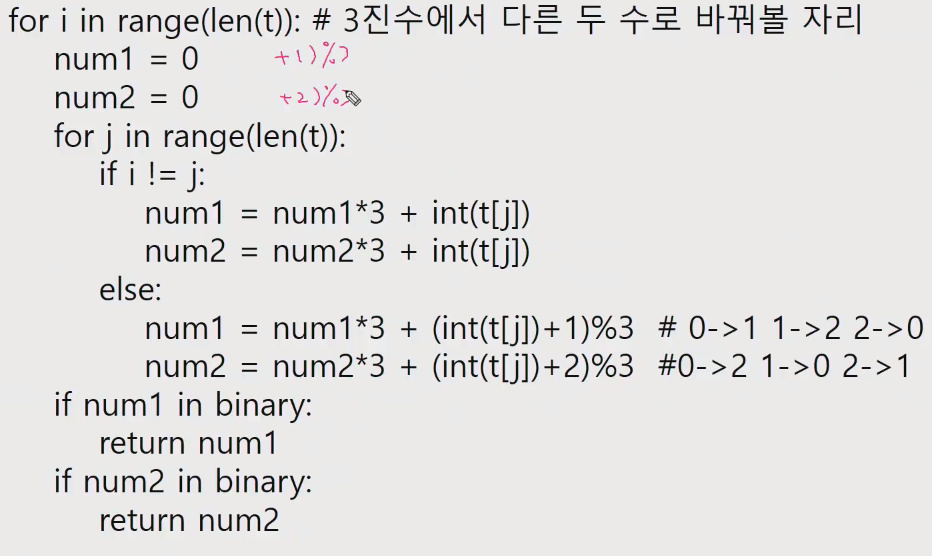 for i in range(len(t)): # 3진수에서 다른 두 수로 바꿔볼 자리
num1 = 0 +1)%3
num2 = 0 +2)%3
for j in range(len(t)):
if i != j:
num1 = num1*3 + int(t[j])
num2 = num2*3 + int(t[j])
else:
num1 = num1*3 + (int(t[j])+1)%3 # 0->1 1->2 2->0
num2 = num2*3 + (int(t[j])+2)%3 #0->2 1->0 2->1
if num1 in binary:
return num1
if num2 in binary:
return num2